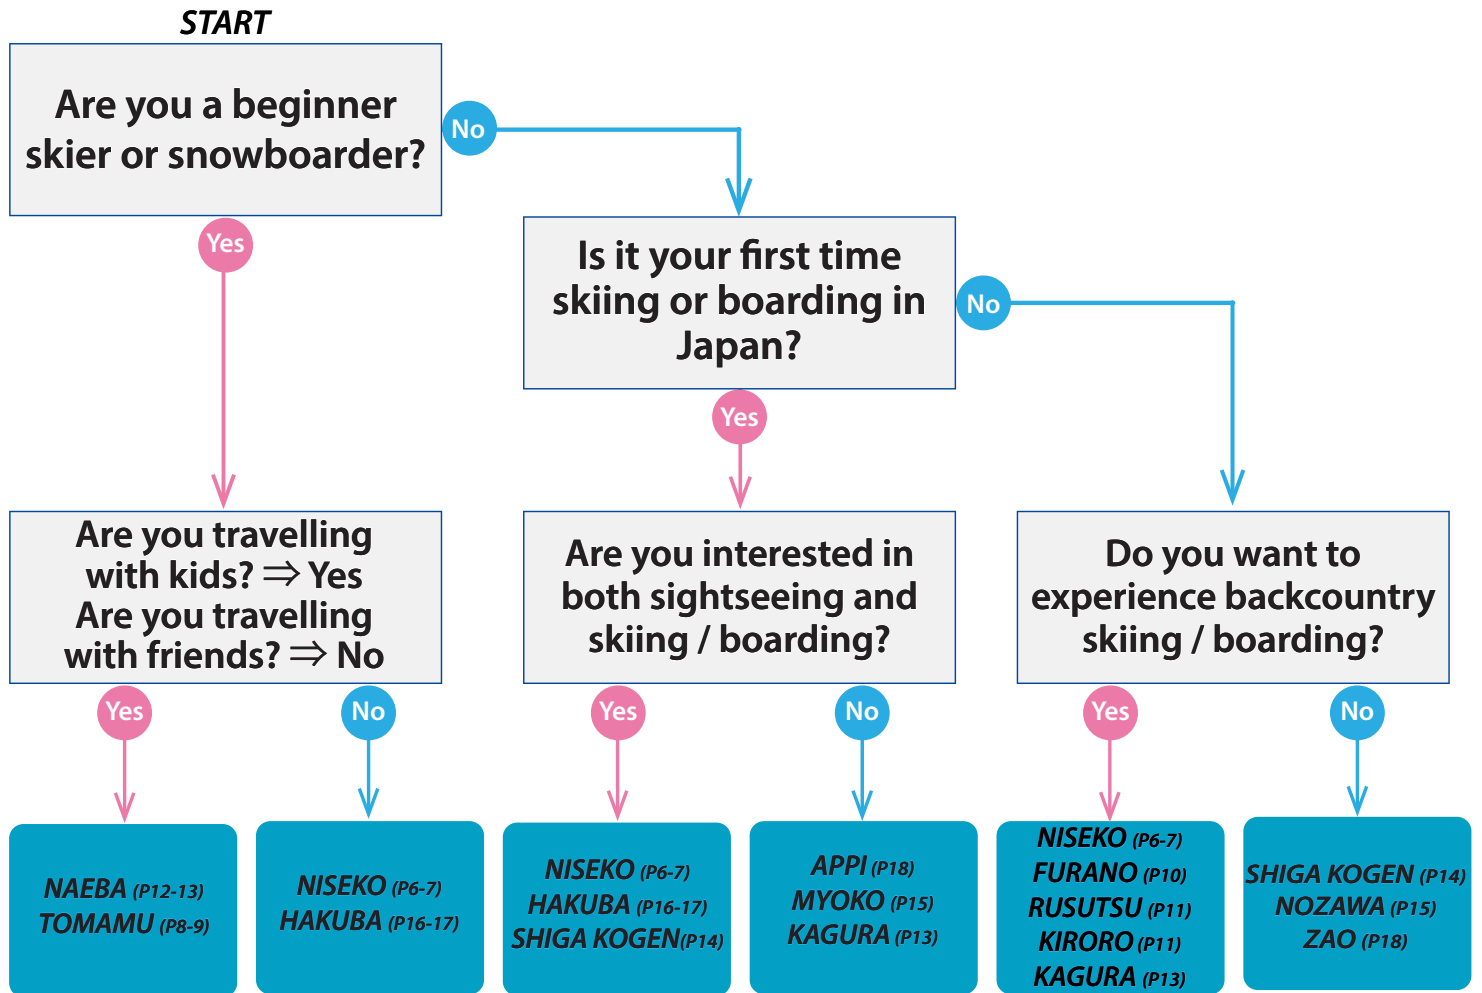 START
Are you a beginner
skier or snowboarder?
No
Yes
Is it your first time
skiing or boarding in
Japan?
No
Yes
Are you travelling
with kids? ⇒ Yes
Are you travelling
with friends? ⇒ No
Yes
No
Are you interested in
both sightseeing and
skiing / boarding?
Yes
No
Do you want to
experience backcountry
skiing / boarding?
Yes
No
NAEBA (P12-13)
TOMAMU (P8-9)
NISEKO (P6-7)
HAKUBA (P16-17)
NISEKO (P6-7)
HAKUBA (P16-17)
SHIGA KOGEN(P14)
APPI (P18)
MYOKO (P15)
KAGURA (P13)
NISEKO (P6-7)
FURANO (P10)
RUSUTSU (P11)
KIRORO (P11)
KAGURA (P13)
SHIGA KOGEN (P14)
NOZAWA (P15)
ZAO (P18)